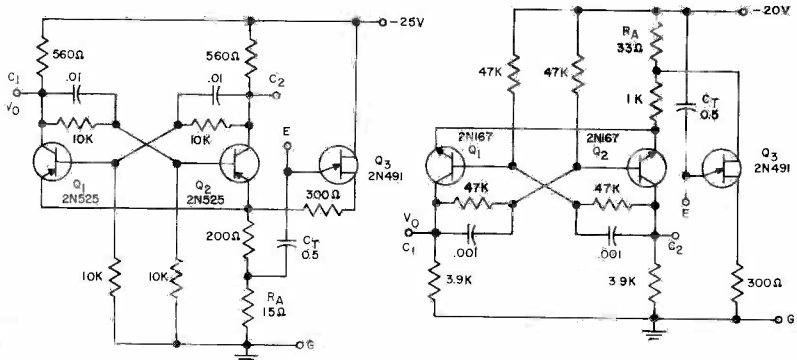 -25V
560Ω
560Ω
C1
.01
.01
C2
VO
10K
10K
E
Q1
2N525
Q2
2N525
Q3
2N491
300Ω
200Ω
CT
0.5
10K
10K
RA
15Ω
G
-20V
RA
33Ω
47K
47K
1K
CT
0.5
2N167
Q1
2N167
Q2
Q3
2N491
47K
47K
E
VO
C1
.001
.001
C2
3.9K
3.9K
300Ω
G